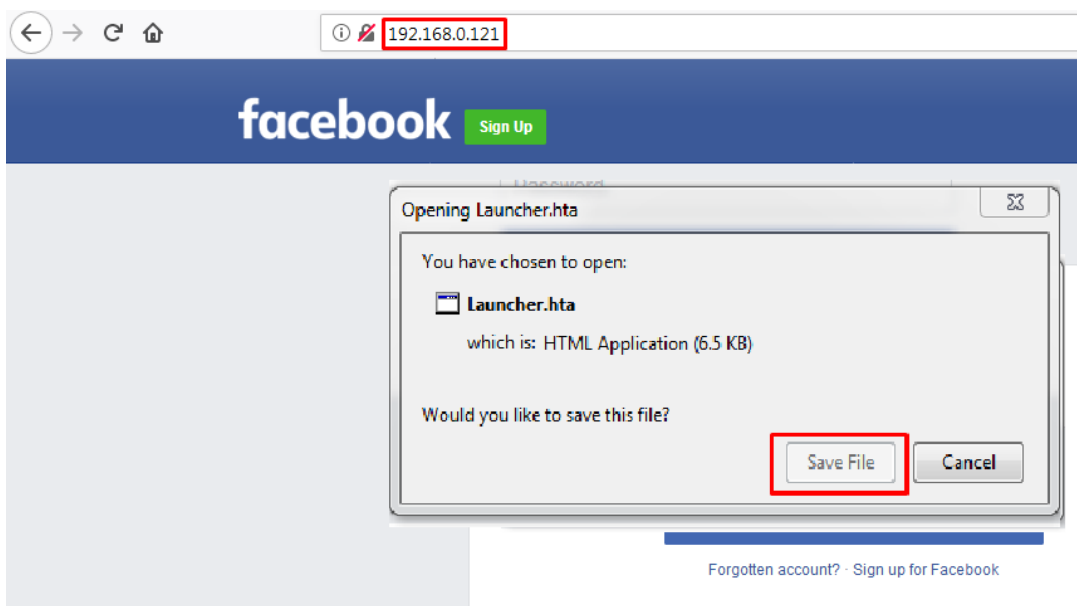 192.168.0.121
facebook Sign Up
Password
Opening Launcher.hta
You have chosen to open:
Launcher.hta
which is: HTML Application (6.5 KB)
Would you like to save this file?
Save File Cancel
Forgotten account? · Sign up for Facebook